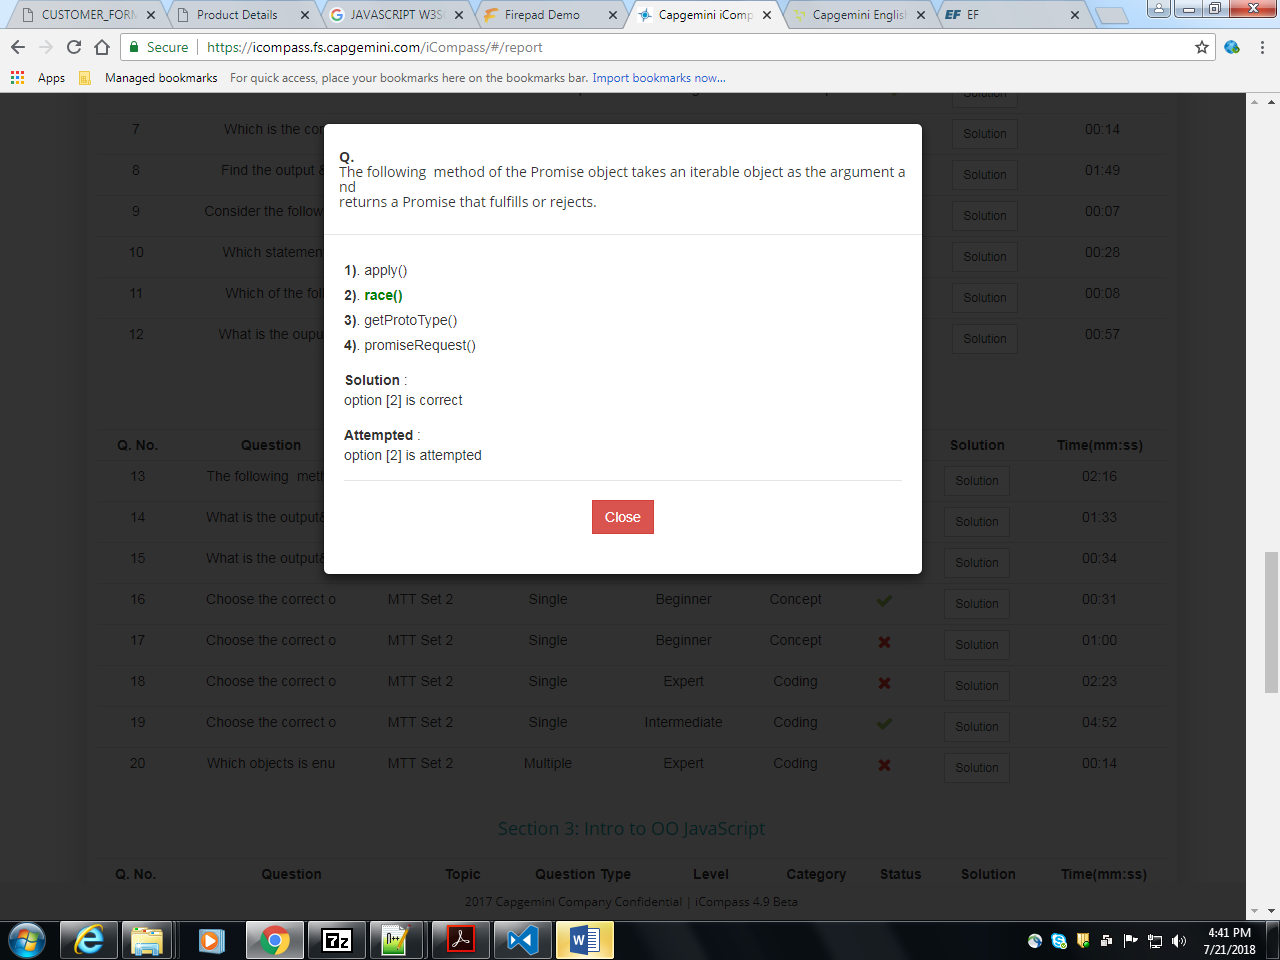 CUSTOMER_FORM
Product Details
JAVASCRIPT W3S
Firepad Demo
Capgemini iComp
Capgemini English
EF EF
Secure
https://icompass.fs.capgemini.com/iCompass/#/report
Apps
Managed bookmarks
For quick access, place your bookmarks here on the bookmarks bar. Import bookmarks now...
Solution
7 Which is the cor Solution 00:14
8 Find the output & Solution 01:49
9 Consider the follow Solution 00:07
10 Which statemen Solution 00:28
11 Which of the foll Solution 00:08
12 What is the oupu Solution 00:57
Q.
The following  method of the Promise object takes an iterable object as the argument a
nd
returns a Promise that fulfills or rejects.
1). apply()
2). race()
3). getProtoType()
4). promiseRequest()
Solution :
option [2] is correct
Attempted :
option [2] is attempted
Close
Q. No. Question Solution Time(mm:ss)
13 The following  meth Solution 02:16
14 What is the output& Solution 01:33
15 What is the output& Solution 00:34
16 Choose the correct o MTT Set 2 Single Beginner Concept Solution 00:31
17 Choose the correct o MTT Set 2 Single Beginner Concept Solution 01:00
18 Choose the correct o MTT Set 2 Single Expert Coding Solution 02:23
19 Choose the correct o MTT Set 2 Single Intermediate Coding Solution 04:52
20 Which objects is enu MTT Set 2 Multiple Expert Coding Solution 00:14
Section 3: Intro to OO JavaScript
Q. No. Question Topic Question Type Level Category Status Solution Time(mm:ss)
2017 Capgemini Company Confidential | iCompass 4.9 Beta
4:41 PM
7/21/2018